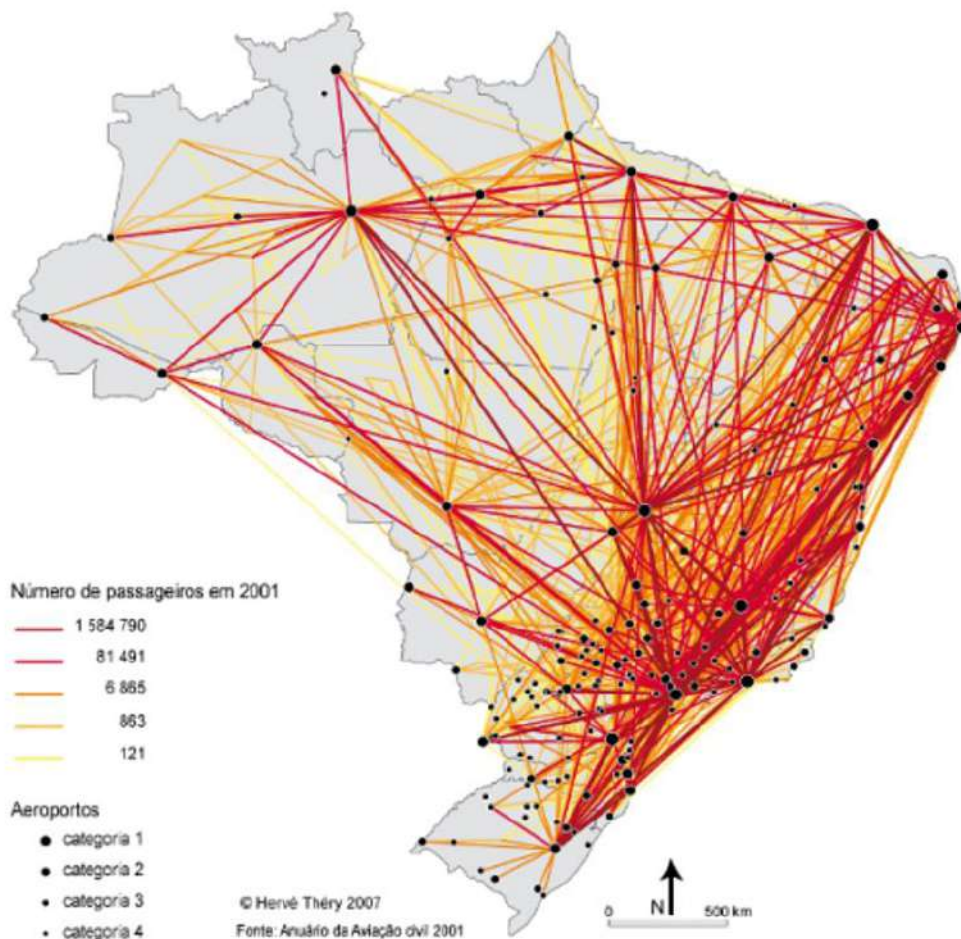 Número de passageiros em 2001
1 584 790
81 491
6 865
863
121
Aeroportos
categoria 1
categoria 2
categoria 3
categoria 4
© Hervé Théry 2007
Fonte: Anuário da Aviação civil 2001
N
0 500 km